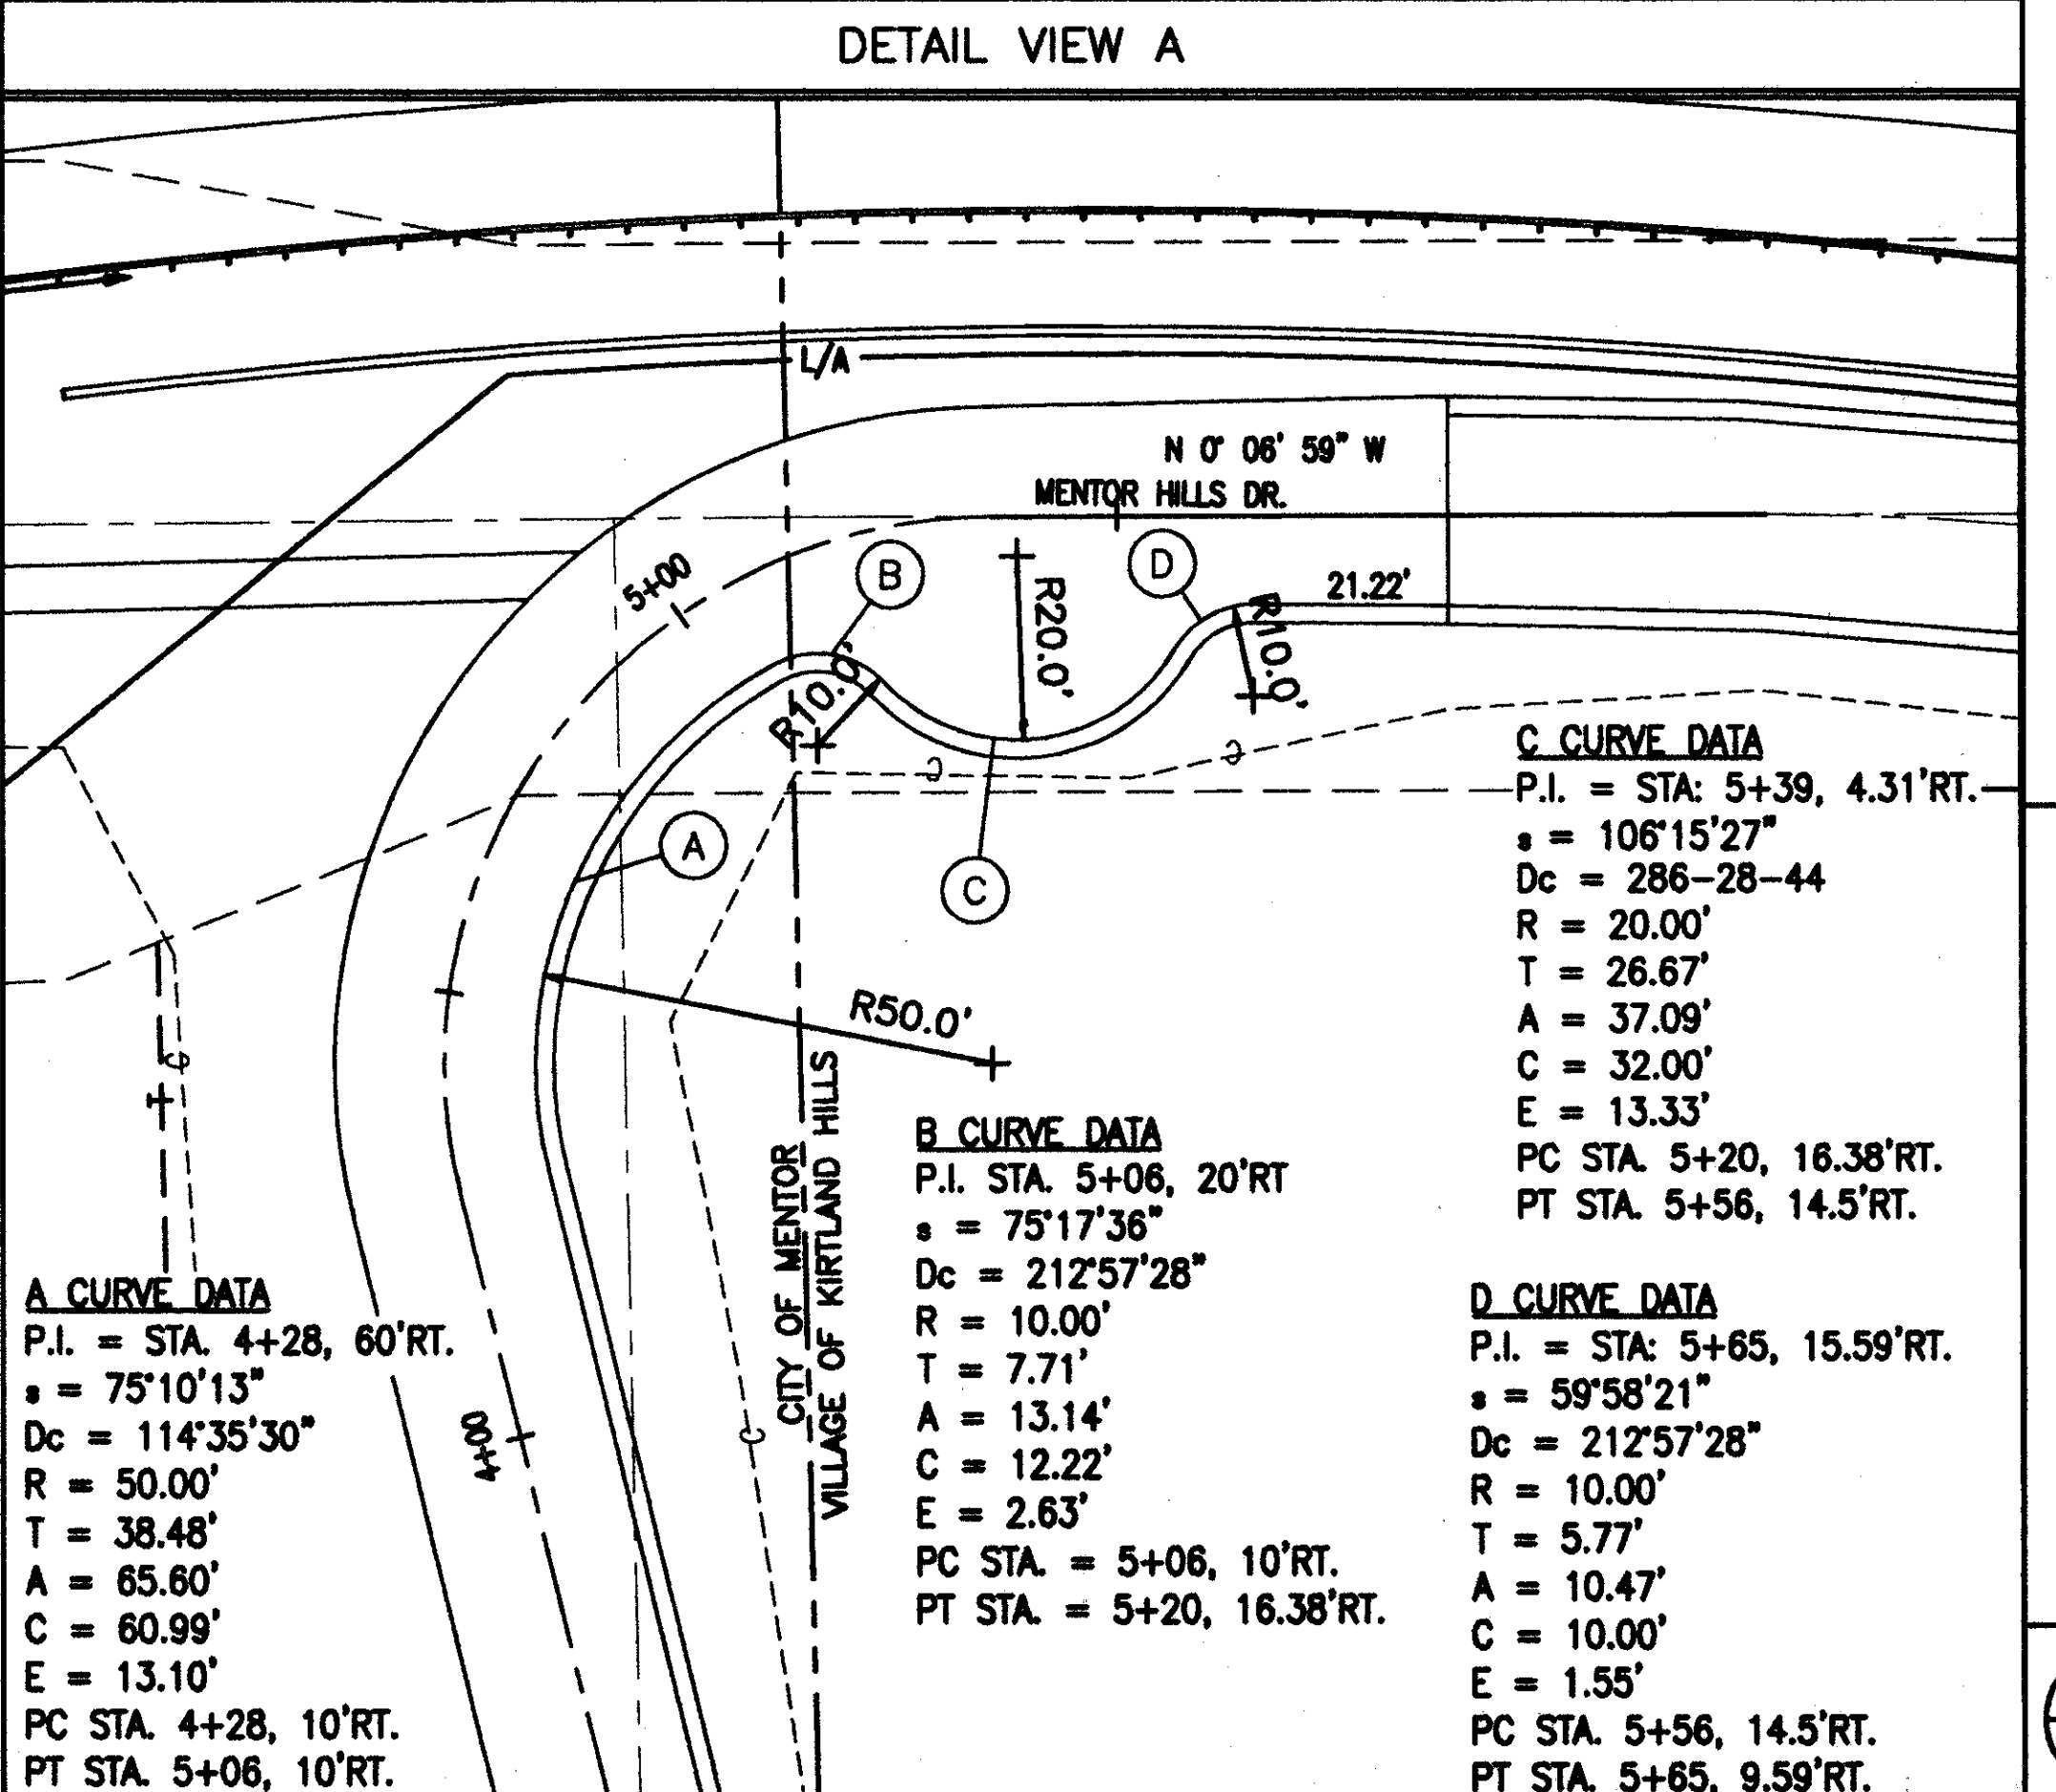 DETAIL VIEW A
L/A
N 0° 06' 59" W
MENTOR HILLS DR.
5+00
B
D
R20.0'
21.22'
R10.0'
R10.0'
A
C
R50.0'
CITY OF MENTOR
VILLAGE OF KIRTLAND HILLS
4+00
C CURVE DATA
P.I. = STA: 5+39, 4.31'RT.
s = 106°15'27"
Dc = 286-28-44
R = 20.00'
T = 26.67'
A = 37.09'
C = 32.00'
E = 13.33'
PC STA. 5+20, 16.38'RT.
PT STA. 5+56, 14.5'RT.
B CURVE DATA
P.I. STA. 5+06, 20'RT
s = 75°17'36"
Dc = 212°57'28"
R = 10.00'
T = 7.71'
A = 13.14'
C = 12.22'
E = 2.63'
PC STA. = 5+06, 10'RT.
PT STA. = 5+20, 16.38'RT.
A CURVE DATA
P.I. = STA. 4+28, 60'RT.
s = 75°10'13"
Dc = 114°35'30"
R = 50.00'
T = 38.48'
A = 65.60'
C = 60.99'
E = 13.10'
PC STA. 4+28, 10'RT.
PT STA. 5+06, 10'RT.
D CURVE DATA
P.I. = STA: 5+65, 15.59'RT.
s = 59°58'21"
Dc = 212°57'28"
R = 10.00'
T = 5.77'
A = 10.47'
C = 10.00'
E = 1.55'
PC STA. 5+56, 14.5'RT.
PT STA. 5+65, 9.59'RT.